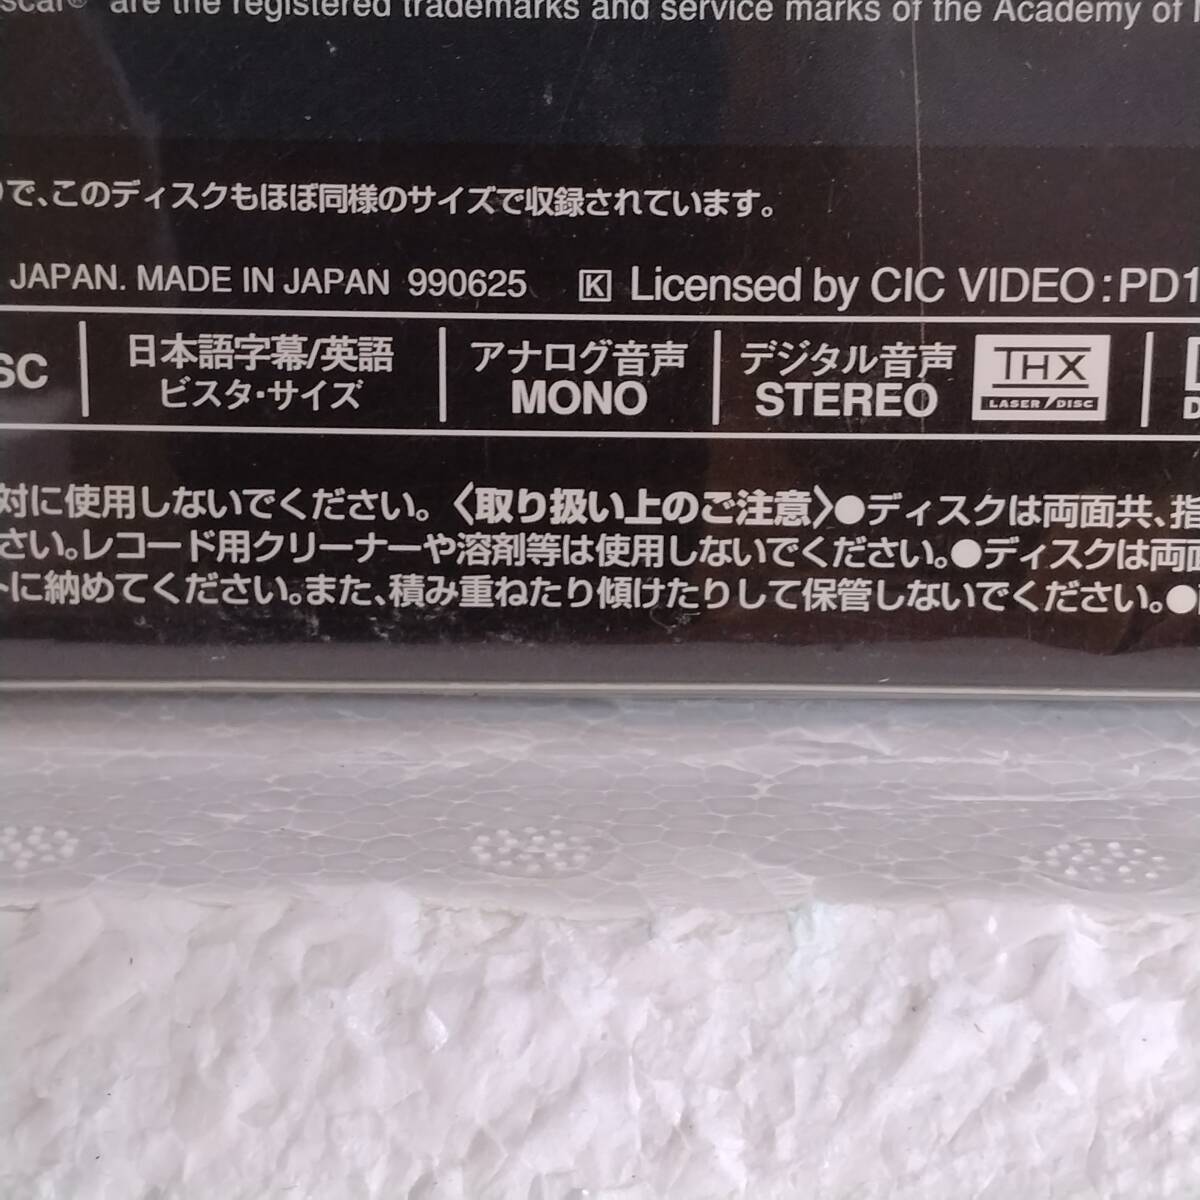 are the registered trademarks and service marks of the Academy of
で、このディスクもほぼ同様のサイズで収録されています。
JAPAN. MADE IN JAPAN 990625 K Licensed by CIC VIDEO:PD1
日本語字幕/英語
ビスタ・サイズ
アナログ音声
MONO
デジタル音声
STEREO
THX
LASER DISC
対に使用しないでください。〈取り扱い上のご注意〉●ディスクは両面共、指
さい。レコード用クリーナーや溶剤等は使用しないでください。●ディスクは両面
トに納めてください。また、積み重ねたり傾けたりして保管しないでください。●